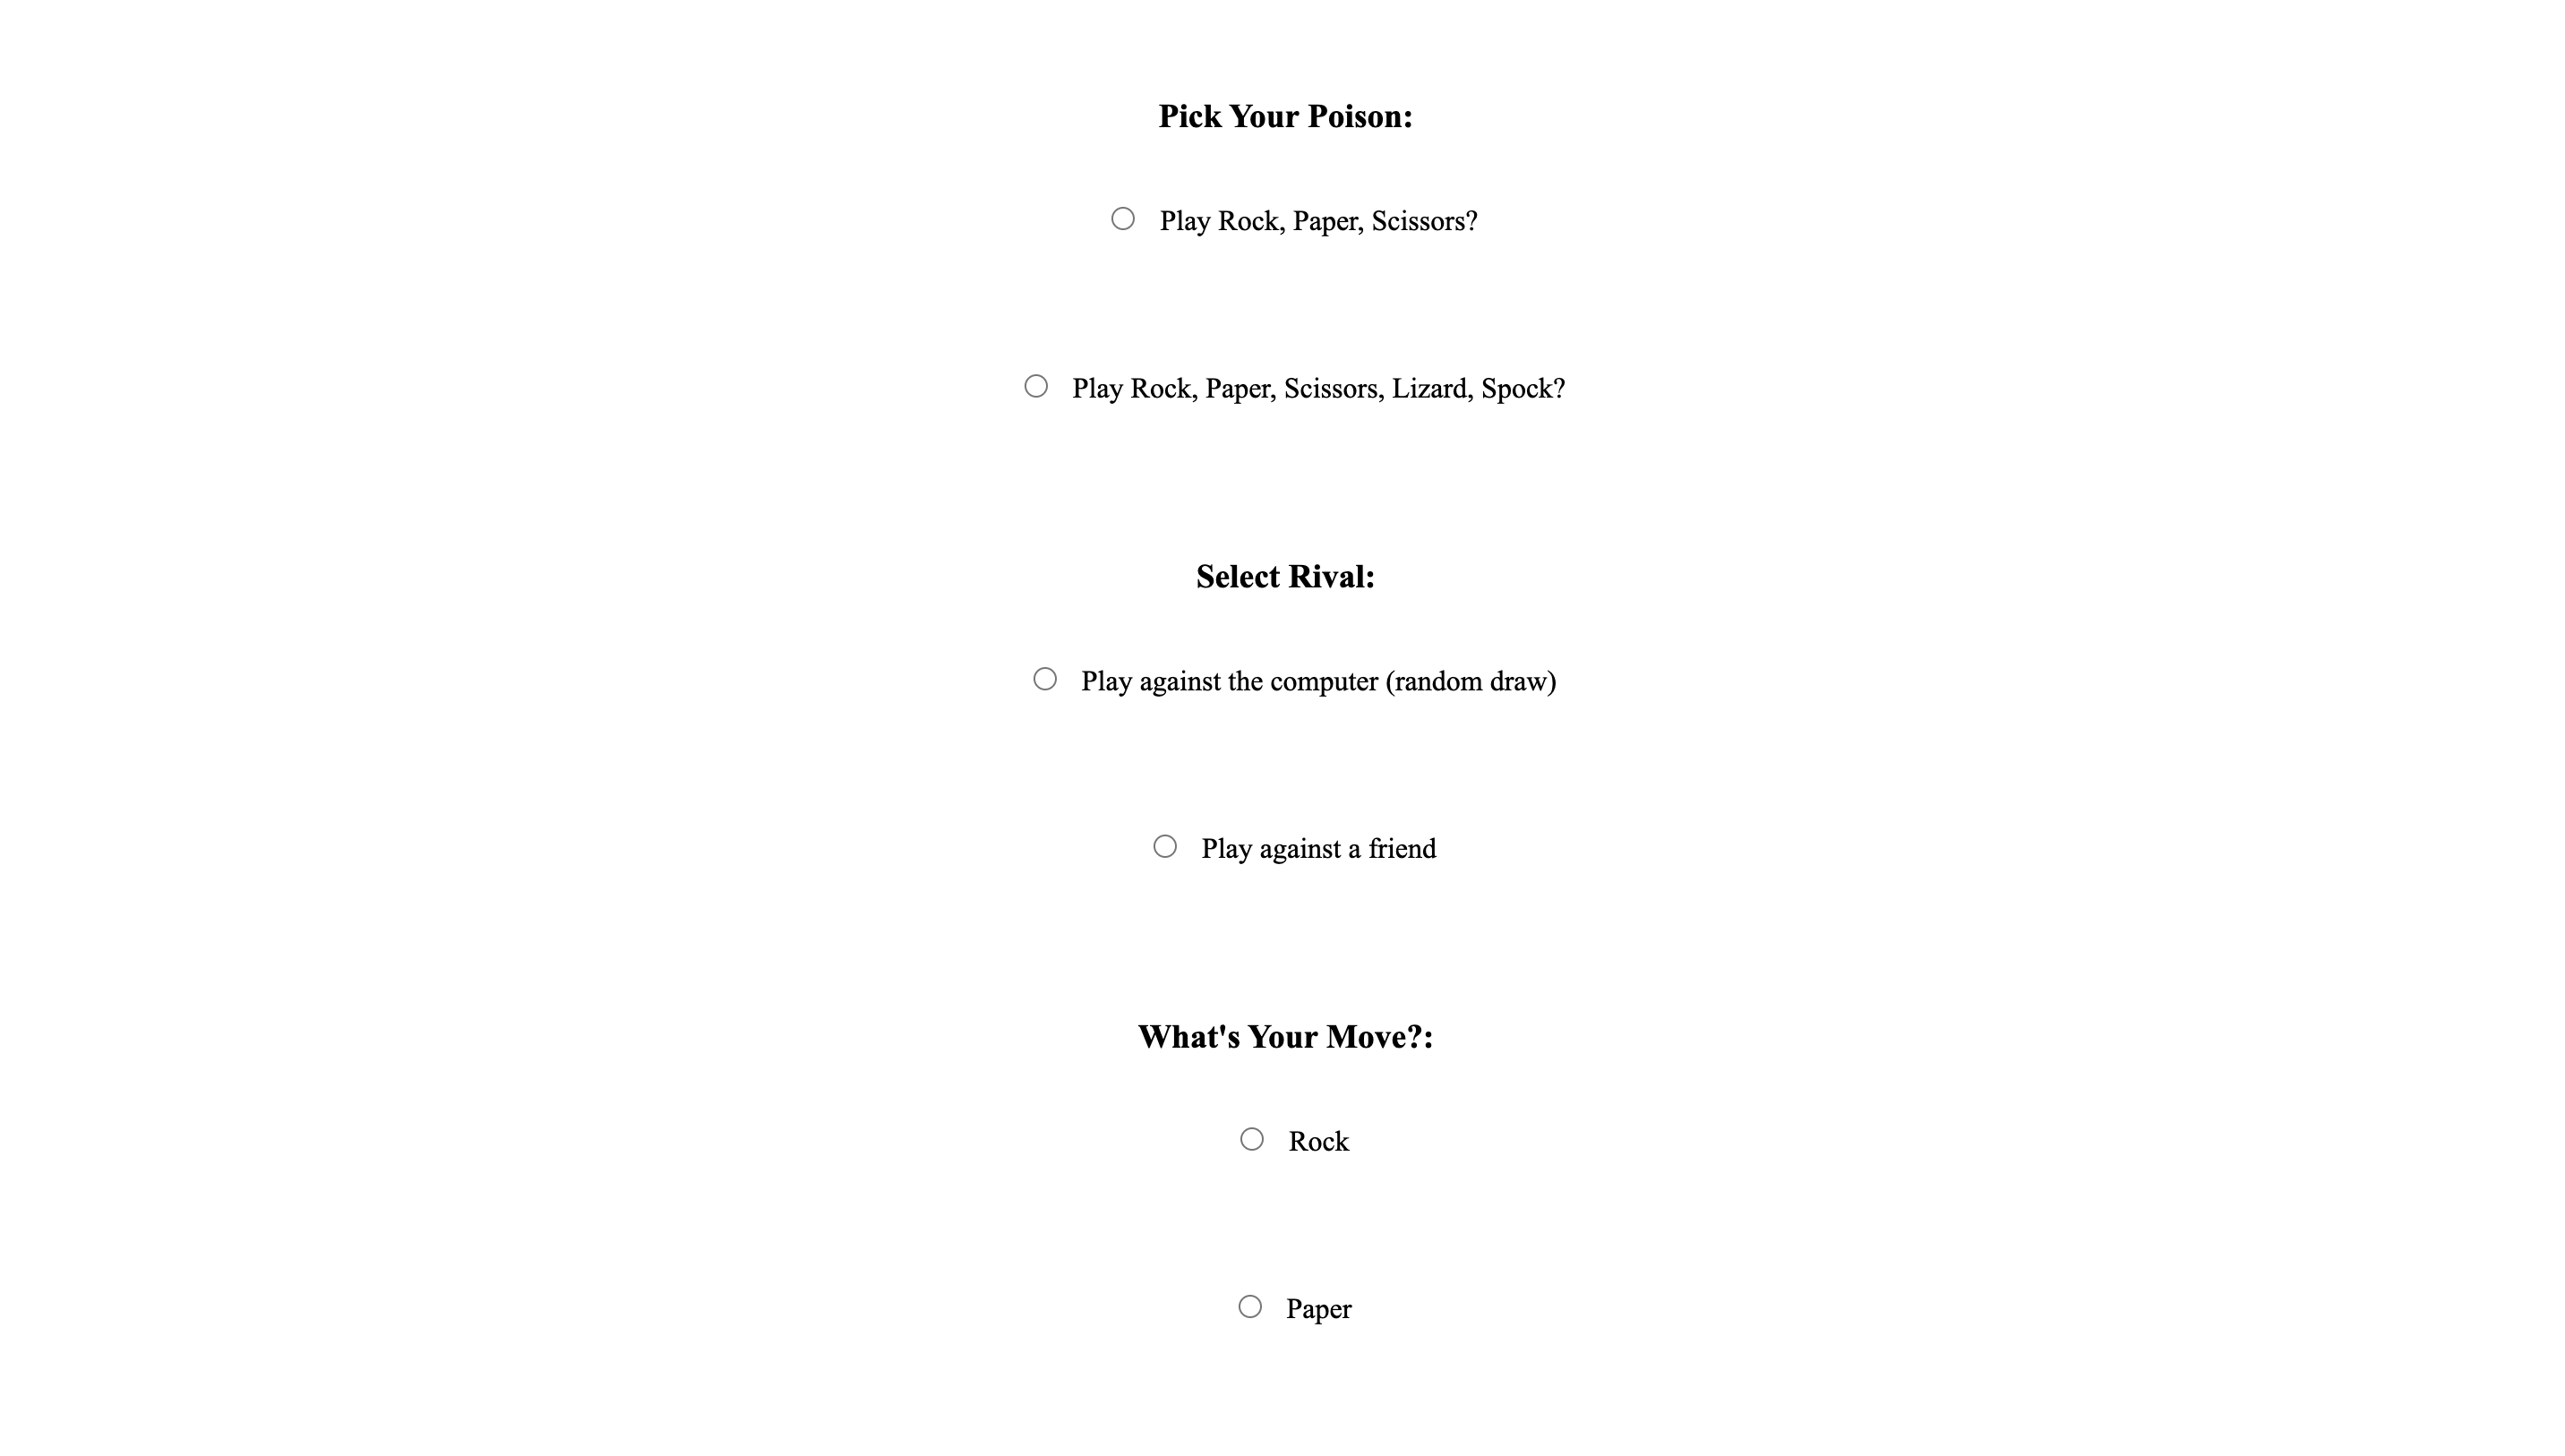 Pick Your Poison:
Play Rock, Paper, Scissors?
Play Rock, Paper, Scissors, Lizard, Spock?
Select Rival:
Play against the computer (random draw)
Play against a friend
What's Your Move?:
Rock
Paper